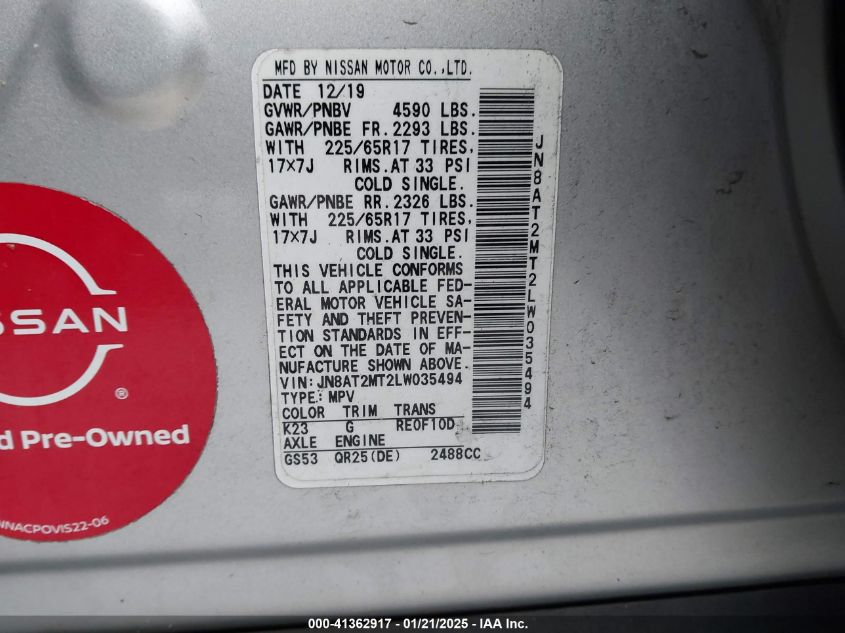 MFD BY NISSAN MOTOR CO.,LTD.
DATE 12/19
GVWR/PNBV 4590 LBS.
GAWR/PNBE FR. 2293 LBS.
WITH 225/65R17 TIRES,
17×7J RIMS.AT 33 PSI
COLD SINGLE.
GAWR/PNBE RR. 2326 LBS.
WITH 225/65R17 TIRES,
17×7J RIMS.AT 33 PSI
COLD SINGLE.
THIS VEHICLE CONFORMS
TO ALL APPLICABLE FED-
ERAL MOTOR VEHICLE SA-
FETY AND THEFT PREVEN-
TION STANDARDS IN EFF-
ECT ON THE DATE OF MA-
NUFACTURE SHOWN ABOVE.
VIN:JN8AT2MT2LW035494
TYPE:MPV
COLOR TRIM TRANS
K23 G RE0F10D
AXLE ENGINE
GS53 QR25(DE) 2488CC
JN8AT2MT2LW035494
SSAN
®
d Pre-Owned
NNACPOVIS22-06
000-41362917 - 01/21/2025 - IAA Inc.